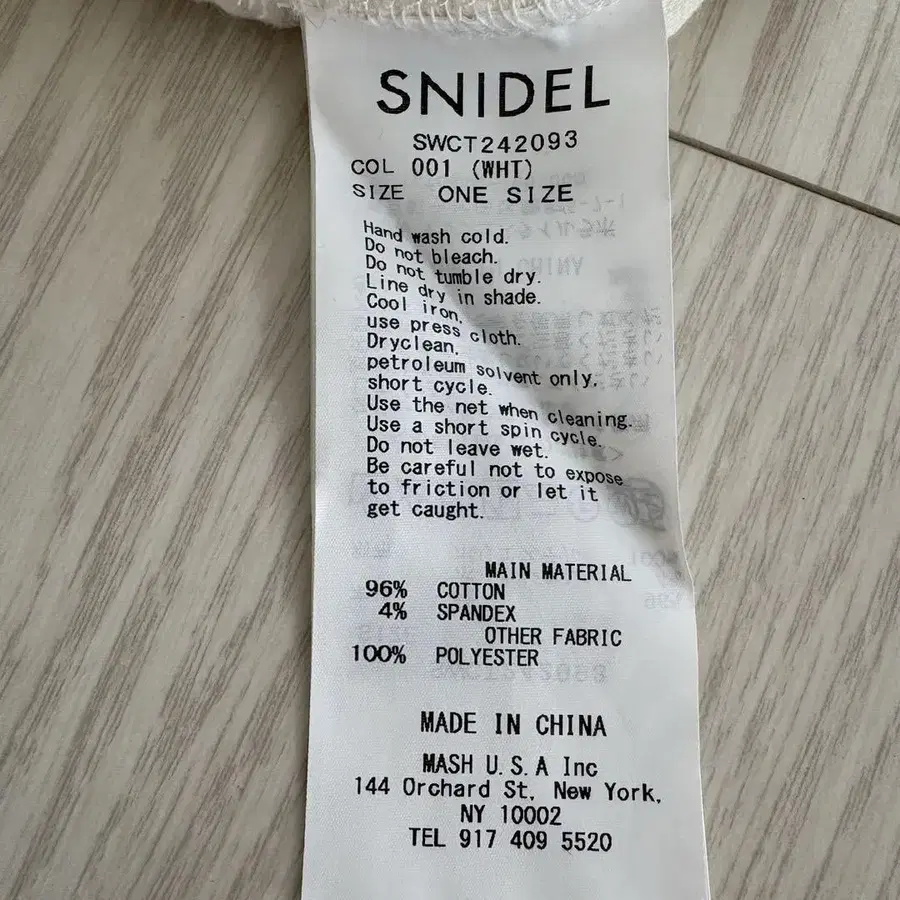 SNIDEL
SWCT242093
COL 001 (WHT)
SIZE ONE SIZE
Hand wash cold.
Do not bleach.
Do not tumble dry.
Line dry in shade.
Cool iron,
use press cloth.
Dryclean,
petroleum solvent only,
short cycle.
Use the net when cleaning.
Use a short spin cycle.
Do not leave wet.
Be careful not to expose
to friction or let it
get caught.
MAIN MATERIAL
96% COTTON
4% SPANDEX
OTHER FABRIC
100% POLYESTER
MADE IN CHINA
MASH U.S.A Inc
144 Orchard St, New York,
NY 10002
TEL 917 409 5520